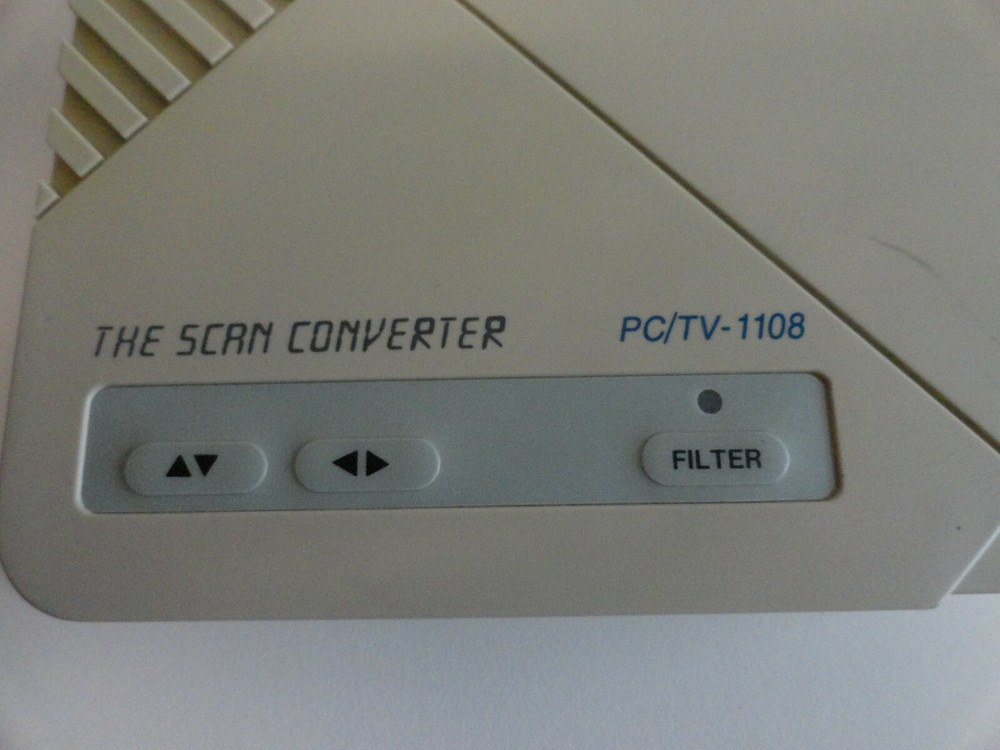 THE SCAN CONVERTER PC/TV-1108
▲▼ ◀▶ FILTER